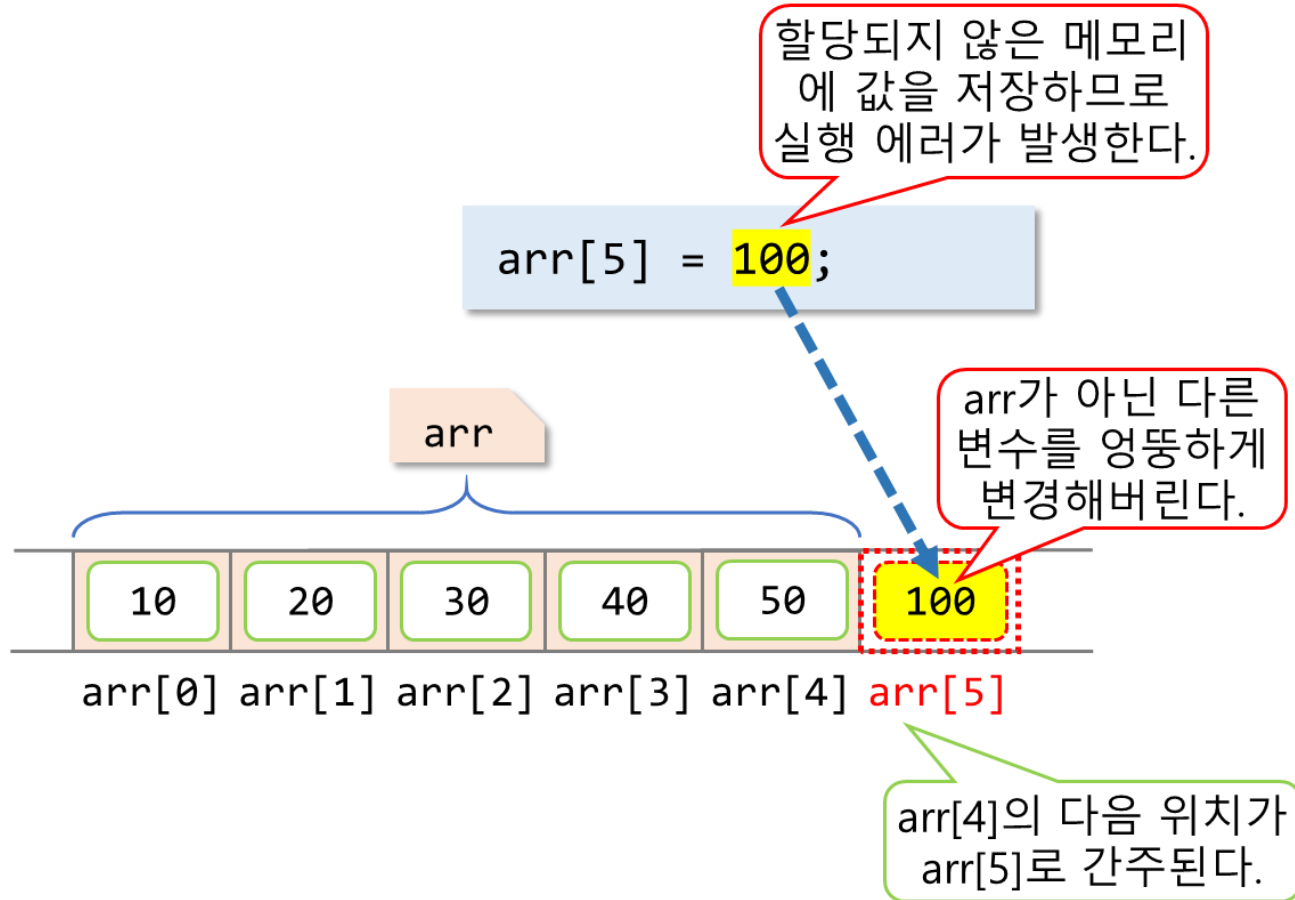 할당되지 않은 메모리
에 값을 저장하므로
실행 에러가 발생한다.
arr[5] = 100;
arr
arr가 아닌 다른
변수를 엉뚱하게
변경해버린다.
10 20 30 40 50 100
arr[0] arr[1] arr[2] arr[3] arr[4] arr[5]
arr[4]의 다음 위치가
arr[5]로 간주된다.